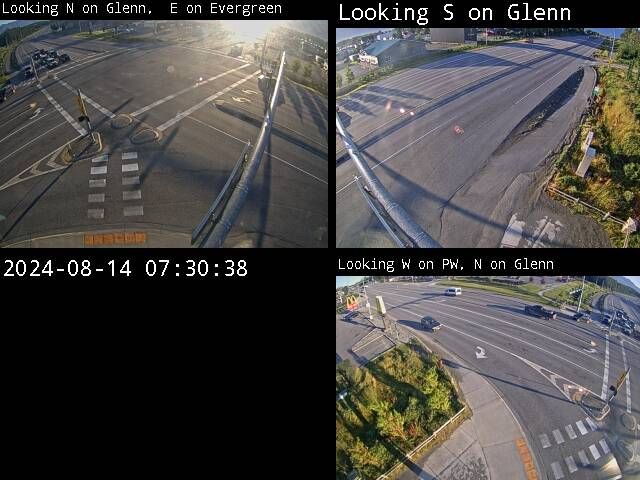 Looking N on Glenn,  E on Evergreen
Looking S on Glenn
2024-08-14 07:30:38
Looking W on PW, N on Glenn